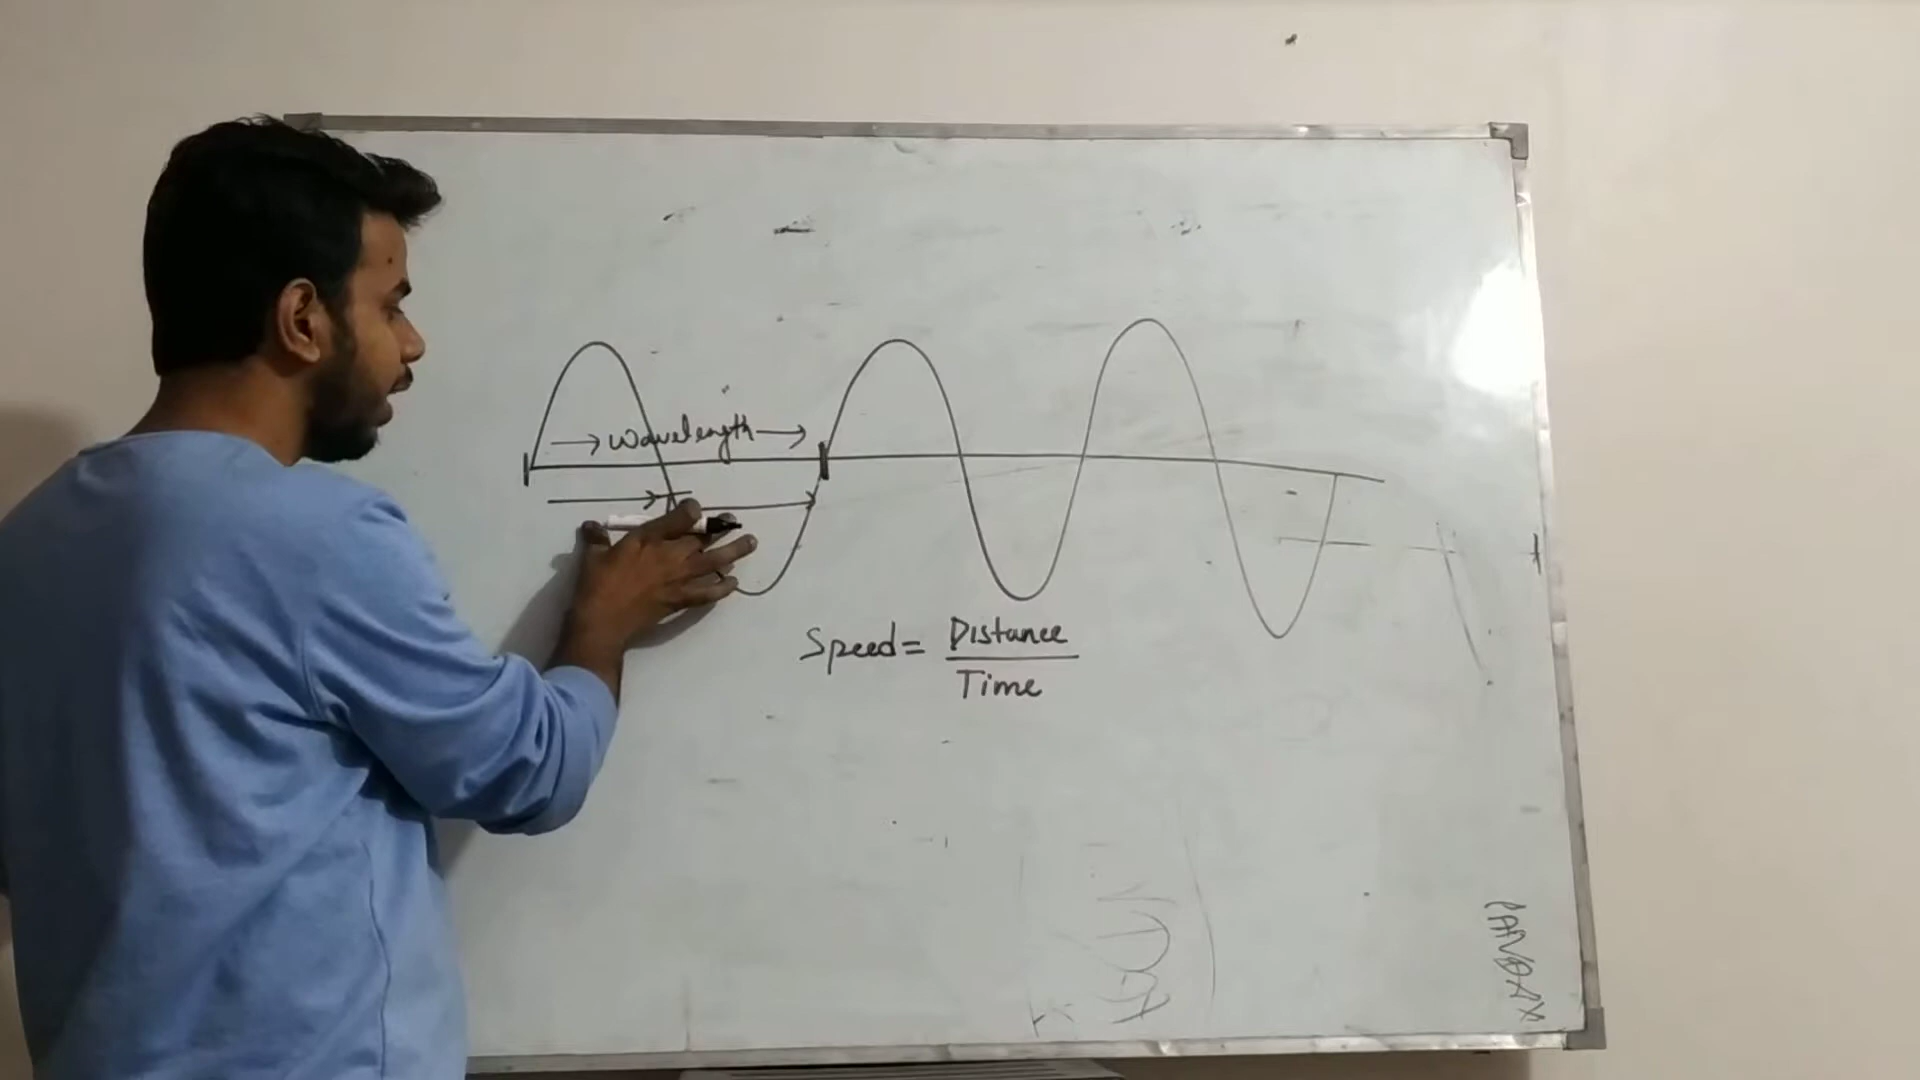 → Wavelength →
Speed = Distance
Time